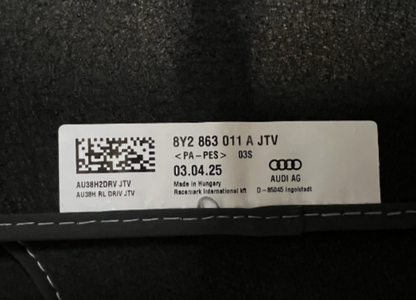 8Y2 863 011 A JTV
<PA-PES> 03S
03.04.25
Made in Hungary
Racemark International kft
AUDI AG
D - 85045 Ingolstadt
AU38H2DRV JTV
AU38H RL DRIV JTV